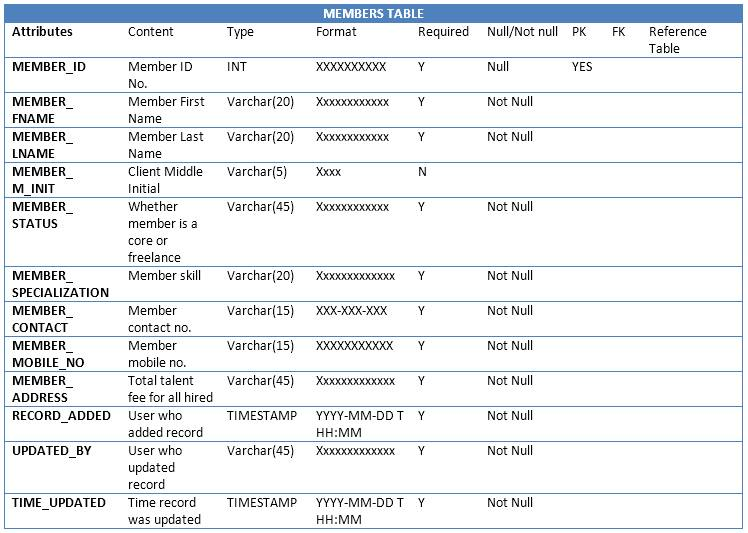 MEMBERS TABLE
Attributes Content Type Format Required Null/Not null PK FK Reference
Table
MEMBER_ID Member ID INT XXXXXXXXXX Y Null YES
No.
MEMBER_ Member First Varchar(20) Xxxxxxxxxxxx Y Not Null
FNAME Name
MEMBER_ Member Last Varchar(20) Xxxxxxxxxxxx Y Not Null
LNAME Name
MEMBER_ Client Middle Varchar(5) Xxxx N
M_INIT Initial
MEMBER_ Whether Varchar(45) Xxxxxxxxxxxx Y Not Null
STATUS member is a
core or
freelance
MEMBER_ Member skill Varchar(20) Xxxxxxxxxxxxx Y Not Null
SPECIALIZATION
MEMBER_ Member Varchar(15) XXX-XXX-XXX Y Not Null
CONTACT contact no.
MEMBER_ Member Varchar(15) XXXXXXXXXXX Y Not Null
MOBILE_NO mobile no.
MEMBER_ Total talent Varchar(45) Xxxxxxxxxxxxx Y Not Null
ADDRESS fee for all hired
RECORD_ADDED User who TIMESTAMP YYYY-MM-DD T Y Not Null
added record HH:MM
UPDATED_BY User who Varchar(45) Xxxxxxxxxxxxx Y Not Null
updated
record
TIME_UPDATED Time record TIMESTAMP YYYY-MM-DD T Y Not Null
was updated HH:MM